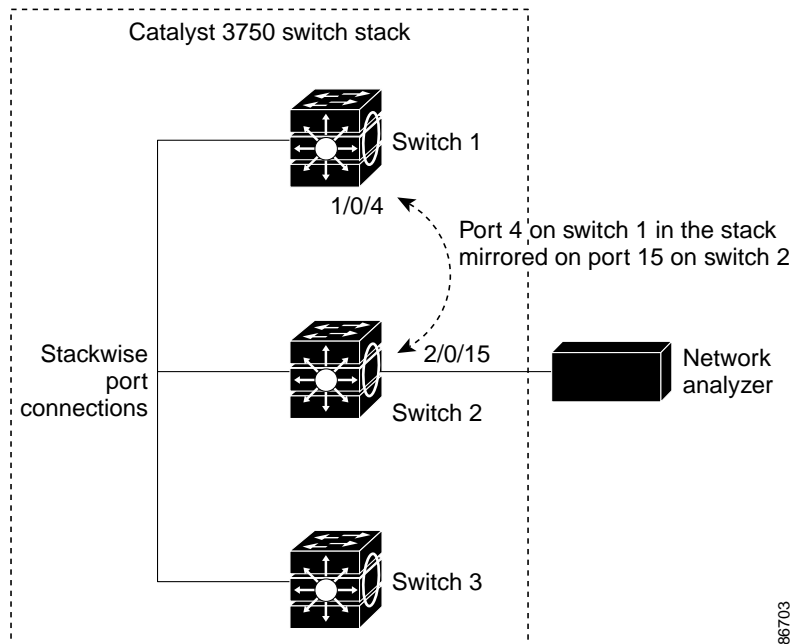 Catalyst 3750 switch stack
Switch 1
1/0/4
Port 4 on switch 1 in the stack
mirrored on port 15 on switch 2
Stackwise
port
connections
2/0/15
Switch 2
Network
analyzer
Switch 3
86703